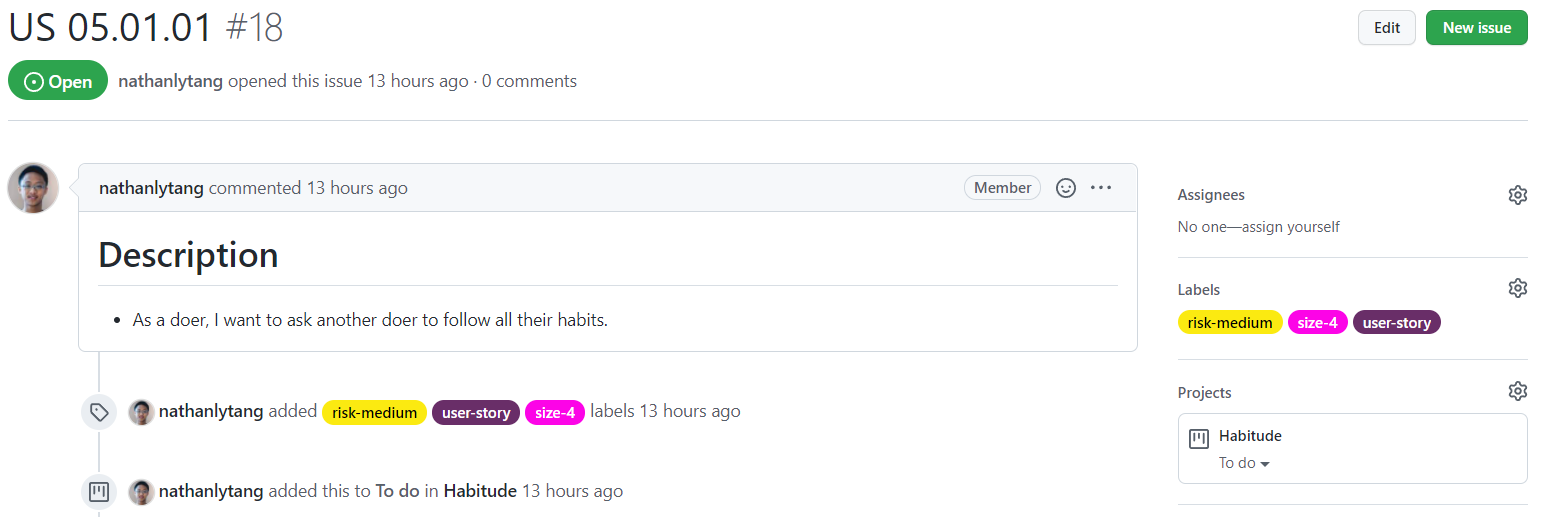 US 05.01.01 #18
Edit
New issue
Open
nathanlytang opened this issue 13 hours ago · 0 comments
nathanlytang commented 13 hours ago
Member
Description
As a doer, I want to ask another doer to follow all their habits.
nathanlytang added risk-medium user-story size-4 labels 13 hours ago
nathanlytang added this to To do in Habitude 13 hours ago
Assignees
No one—assign yourself
Labels
risk-medium size-4 user-story
Projects
Habitude
To do